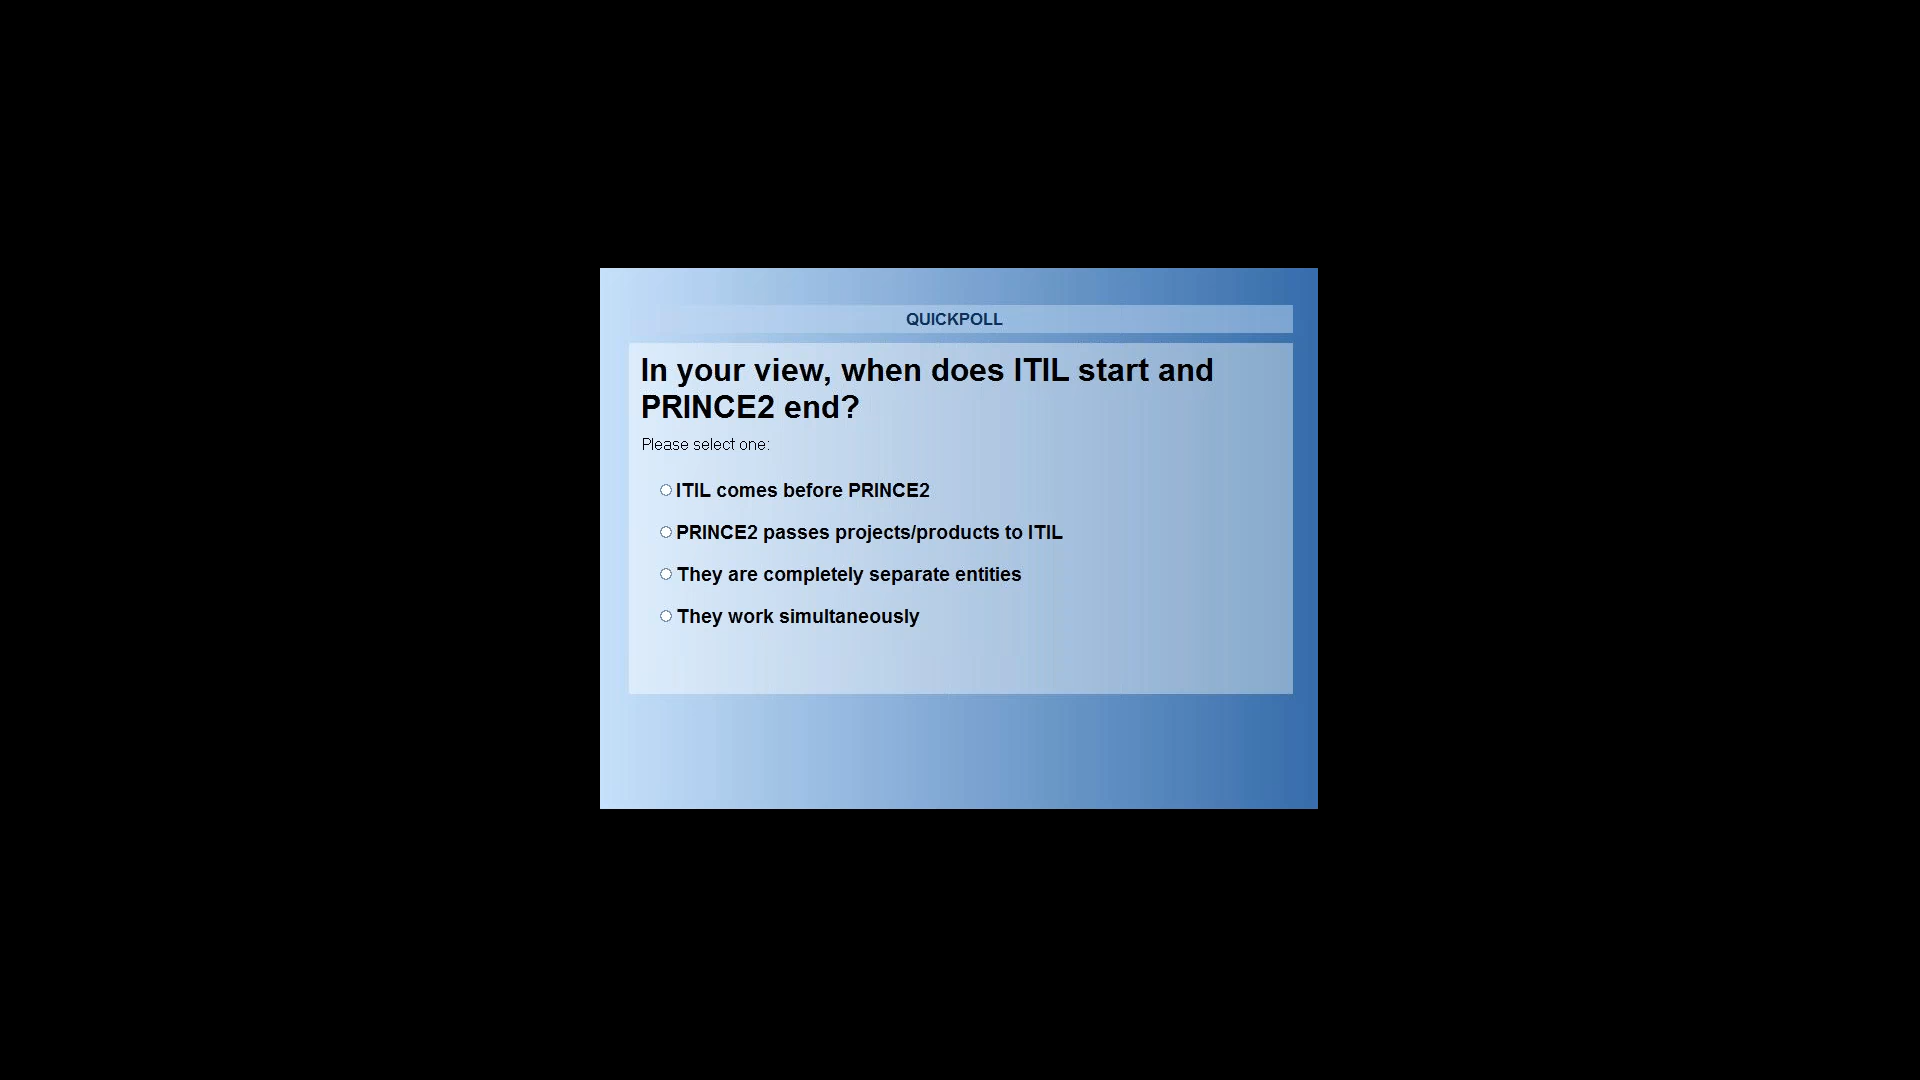 QUICKPOLL
In your view, when does ITIL start and
PRINCE2 end?
Please select one:
ITIL comes before PRINCE2
PRINCE2 passes projects/products to ITIL
They are completely separate entities
They work simultaneously